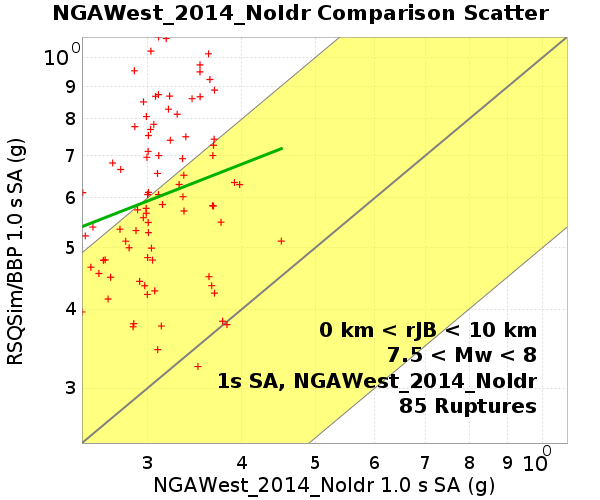 NGAWest_2014_NoIdr Comparison Scatter
10^0
9
8
7
6
5
4
3
RSQSim/BBP 1.0 s SA (g)
0 km < rJB < 10 km
7.5 < Mw < 8
1s SA, NGAWest_2014_NoIdr
85 Ruptures
3 4 5 6 7 8 9 10^0
NGAWest_2014_NoIdr 1.0 s SA (g)